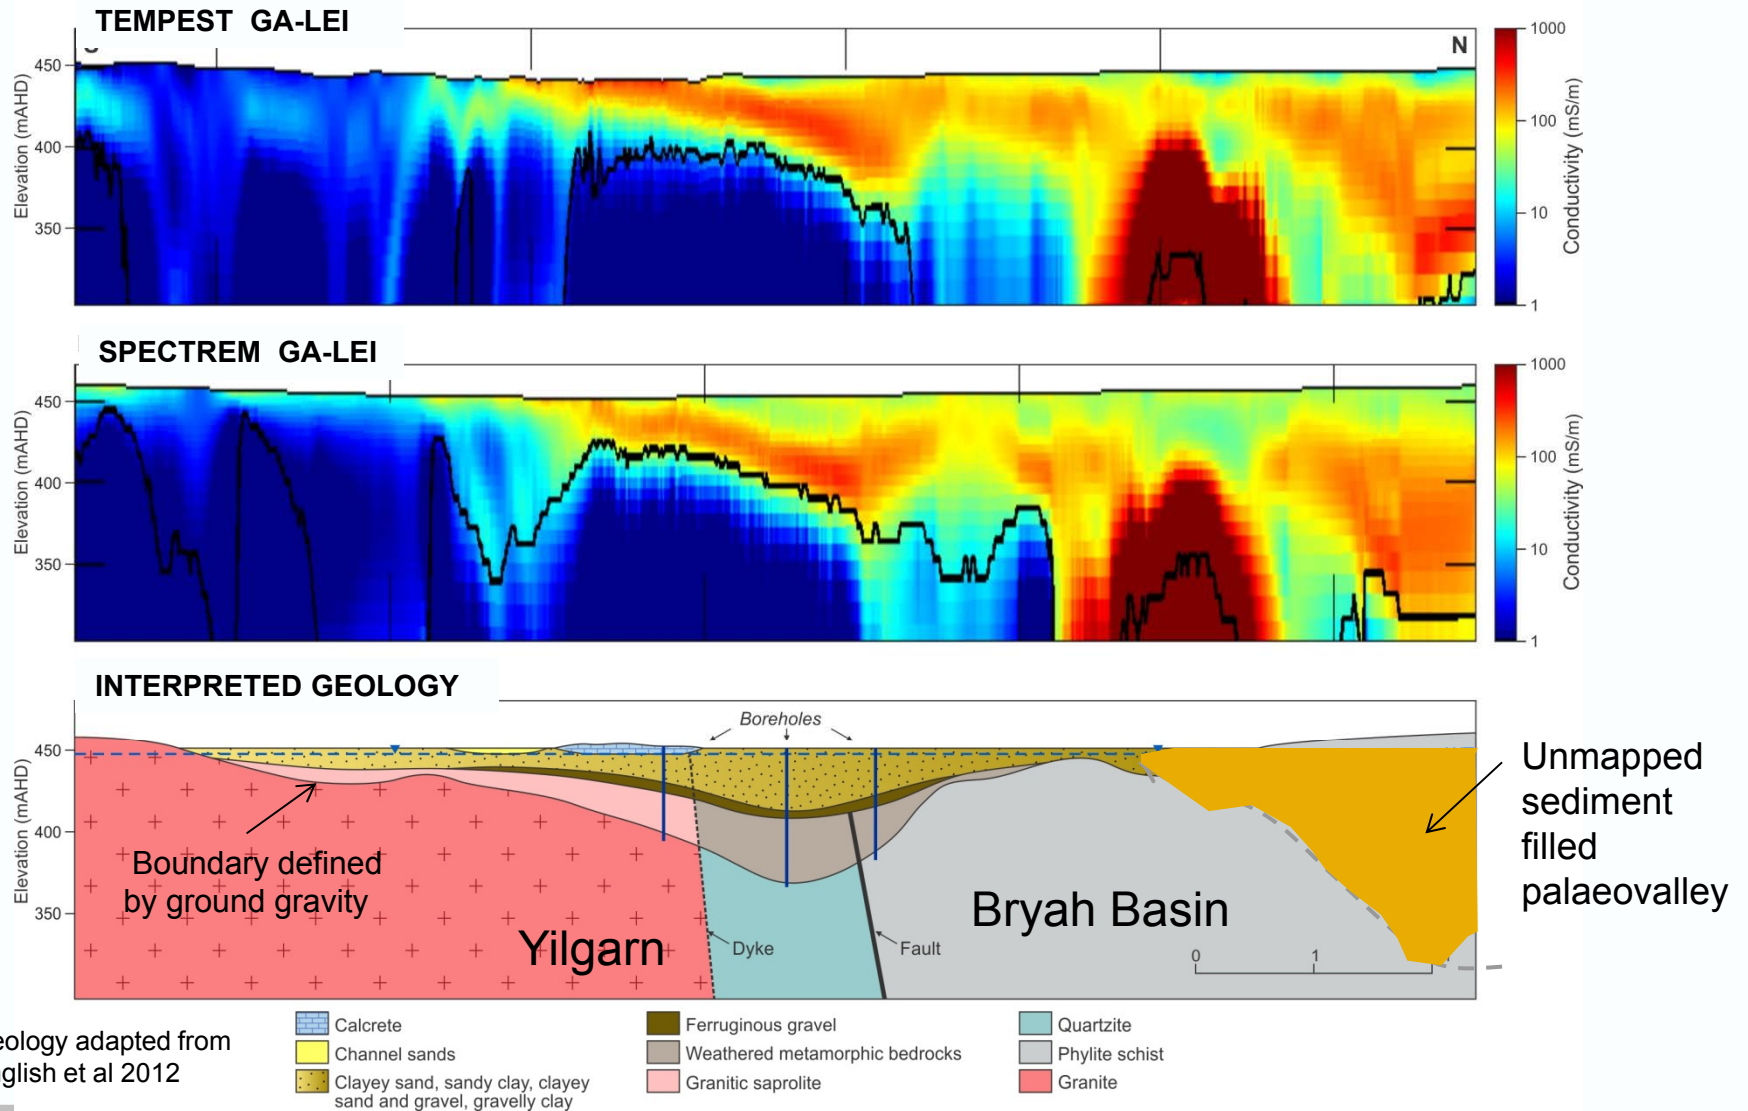 TEMPEST GA-LEI
N
Elevation (mAHD)
450
400
350
1000
100
10
1
Conductivity (mS/m)
SPECTREM GA-LEI
Elevation (mAHD)
450
400
350
1000
100
10
1
Conductivity (mS/m)
INTERPRETED GEOLOGY
Elevation (mAHD)
450
400
350
Boreholes
Boundary defined
by ground gravity
Yilgarn
Dyke
Fault
Bryah Basin
0 1
Unmapped
sediment
filled
palaeovalley
eology adapted from
glish et al 2012
Calcrete
Channel sands
Clayey sand, sandy clay, clayey
sand and gravel, gravelly clay
Ferruginous gravel
Weathered metamorphic bedrocks
Granitic saprolite
Quartzite
Phylite schist
Granite